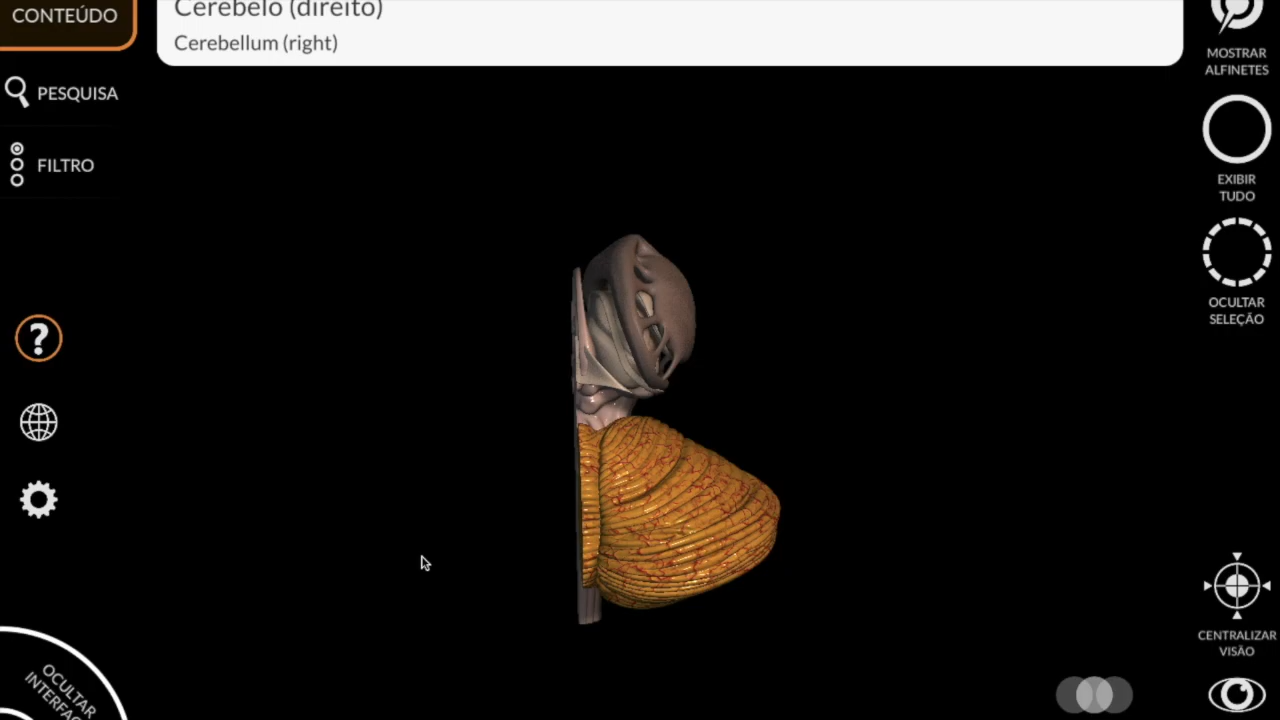 CONTEÚDO
Cerebelo (direito)
Cerebellum (right)
PESQUISA
FILTRO
MOSTRAR
ALFINETES
EXIBIR
TUDO
OCULTAR
SELEÇÃO
CENTRALIZAR
VISÃO
OCULTAR